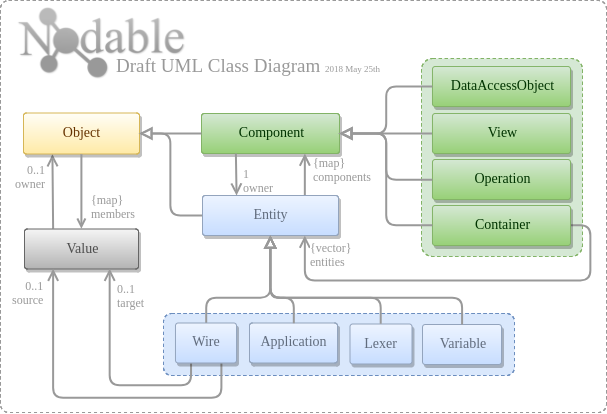 Nodable
Draft UML Class Diagram 2018 May 25th
DataAccessObject
Object
Component
View
0..1
owner
{map}
members
1
owner
{map}
components
Operation
Entity
Container
Value
{vector}
entities
0..1
source
0..1
target
Wire
Application
Lexer
Variable